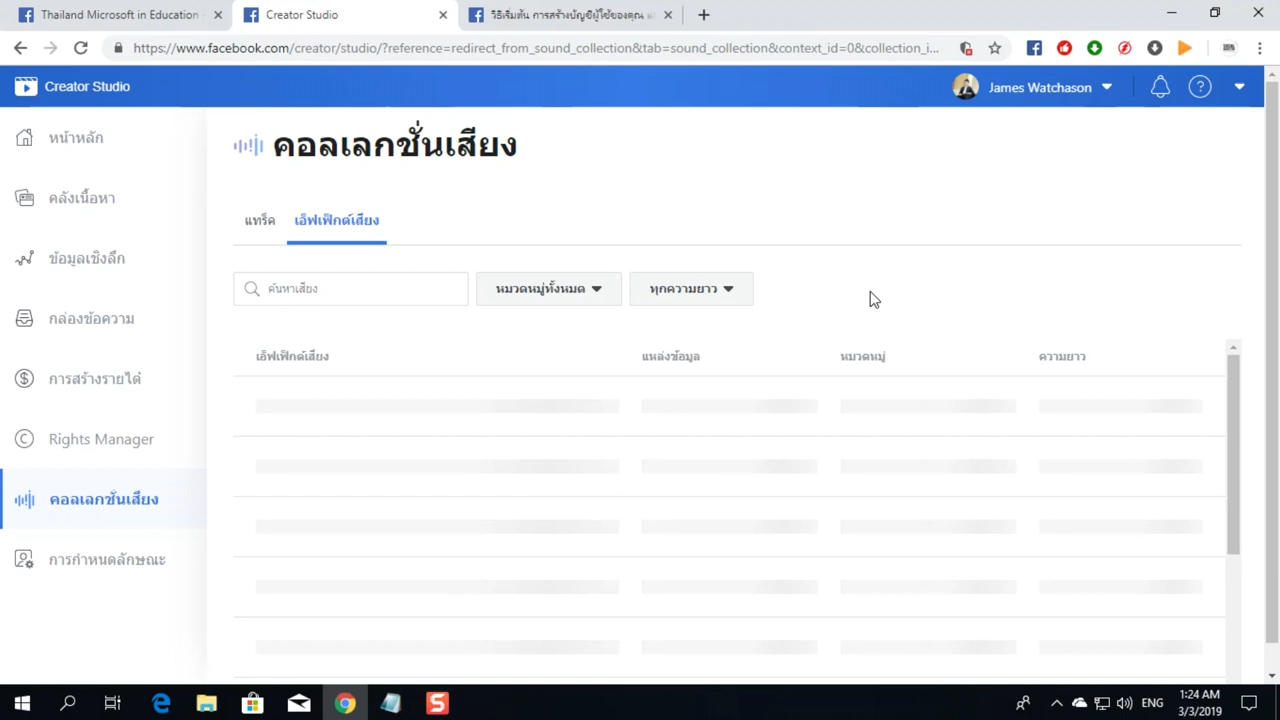 Thailand Microsoft in Education -
Creator Studio
วิธีเริ่มต้น การสร้างบัญชีผู้ใช้ของคุณ
https://www.facebook.com/creator/studio/?reference=redirect_from_sound_collection&tab=sound_collection&context_id=0&collection_i...
Creator Studio
James Watchason
หน้าหลัก
คลังเนื้อหา
ข้อมูลเชิงลึก
กล่องข้อความ
การสร้างรายได้
Rights Manager
คอลเลกชั่นเสียง
การกำหนดลักษณะ
คอลเลกชั่นเสียง
แทร็ค เอ็ฟเฟ็กต์เสียง
ค้นหาเสียง หมวดหมู่ทั้งหมด ทุกความยาว
เอ็ฟเฟ็กต์เสียง แหล่งข้อมูล หมวดหมู่ ความยาว
ENG
1:24 AM
3/3/2019